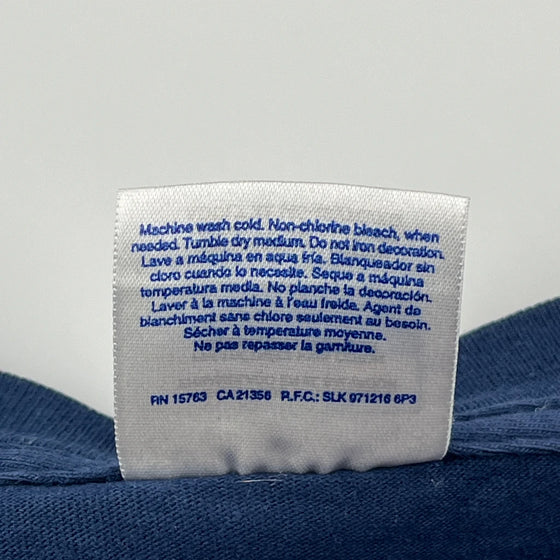 Machine wash cold. Non-chlorine bleach, when
needed. Tumble dry medium. Do not iron decoration.
Lave a máquina en aqua fría. Blanqueador sin
cloro cuando lo necesite. Seque a máquina
temperatura media. No planche la decoración.
Laver à la machine à l'eau froide. Agent de
blanchiment sans chlore seulement au besoin.
Sécher à temperature moyenne.
Ne pas repasser la garniture.
RN 15763 CA 21356 R.F.C.: SLK 971216 6P3